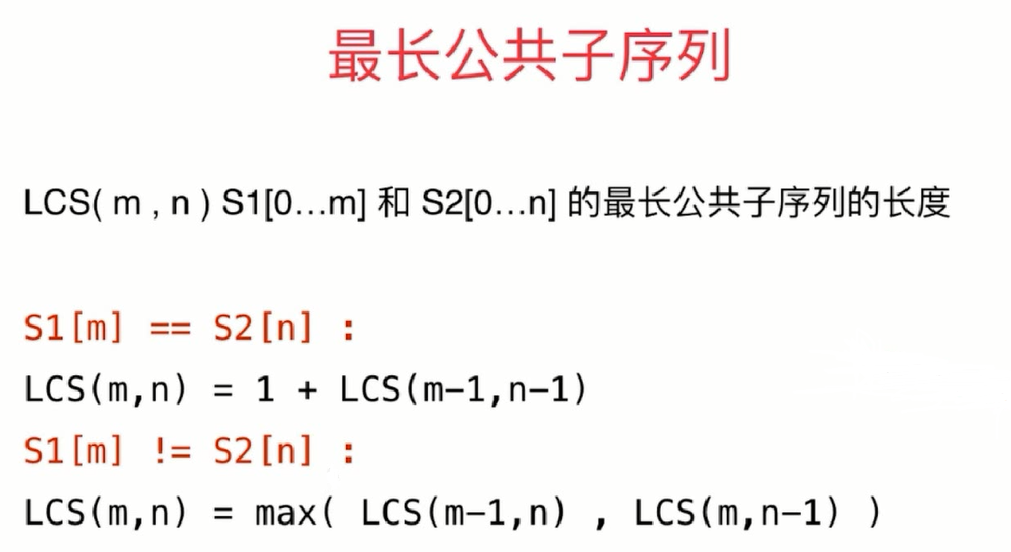 最长公共子序列
LCS( m , n ) S1[0...m] 和 S2[0...n] 的最长公共子序列的长度
S1[m] == S2[n] :
LCS(m,n) = 1 + LCS(m-1,n-1)
S1[m] != S2[n] :
LCS(m,n) = max( LCS(m-1,n) , LCS(m,n-1) )